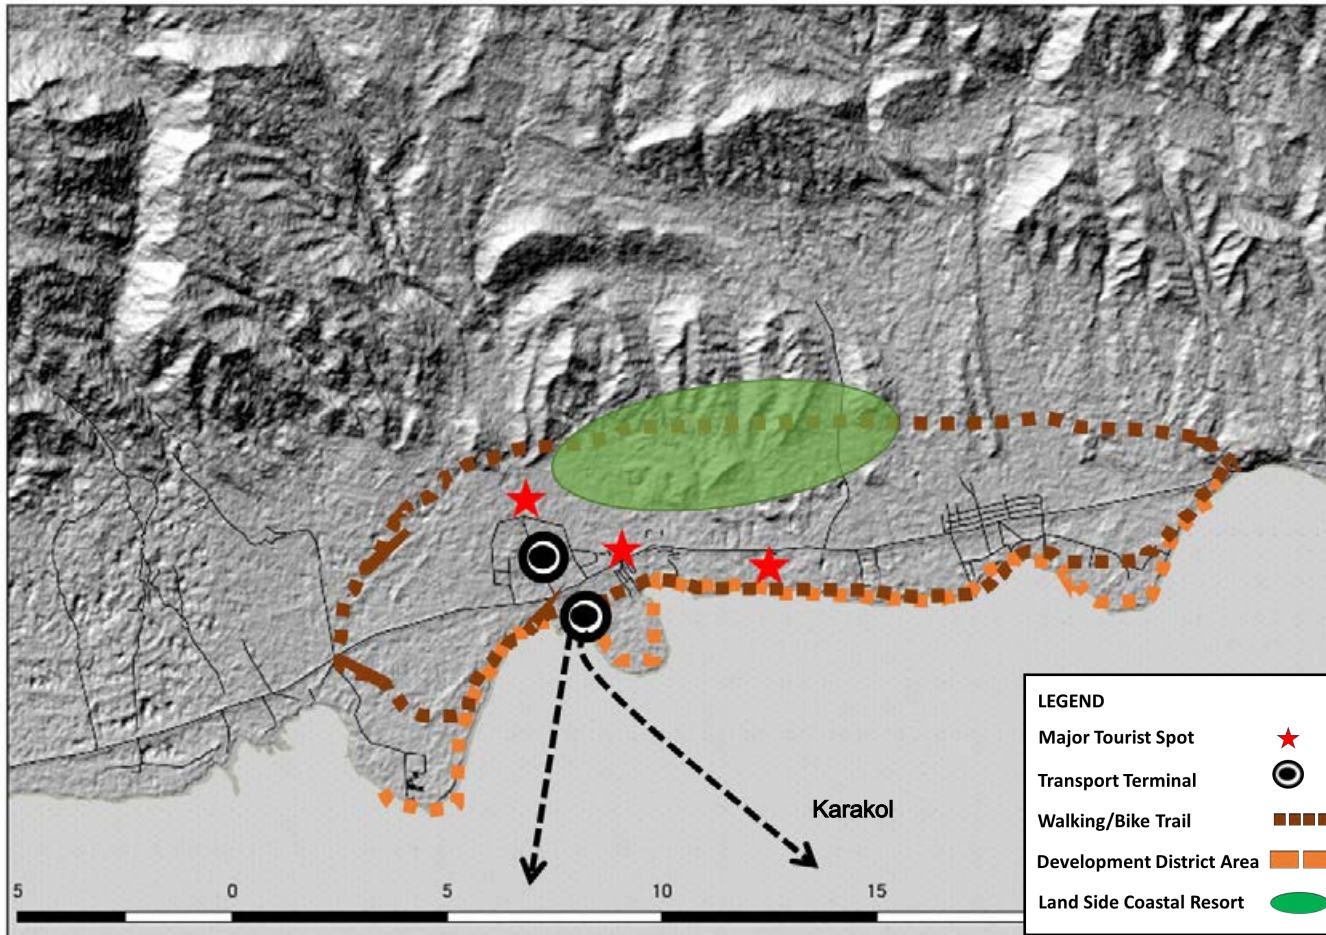 Karakol
LEGEND
Major Tourist Spot
Transport Terminal
Walking/Bike Trail
Development District Area
Land Side Coastal Resort
5 0 5 10 15